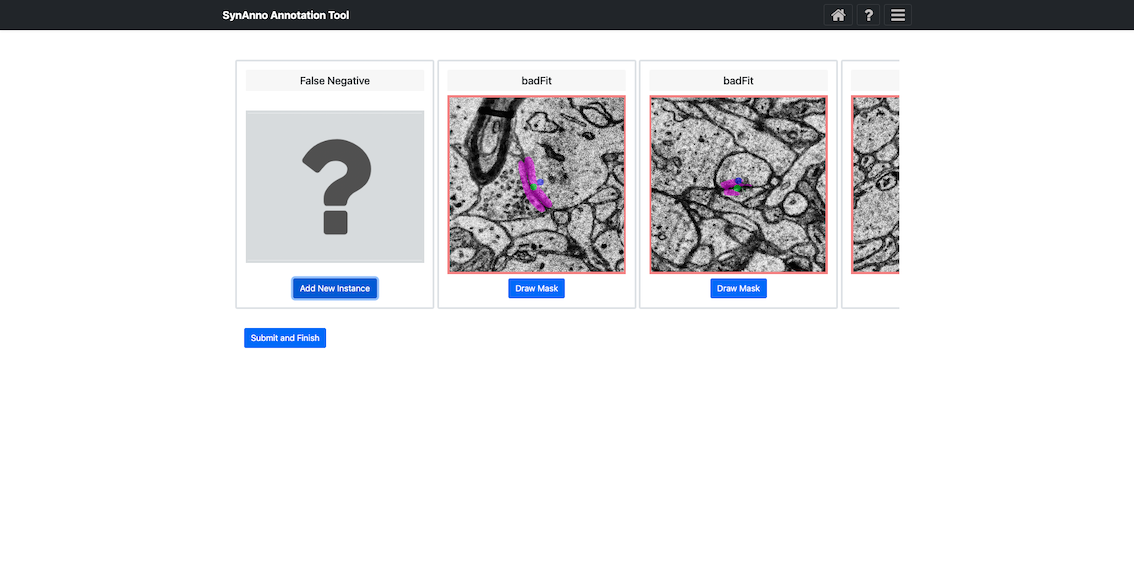 SynAnno Annotation Tool
?
False Negative
badFit
badFit
?
Add New Instance
Draw Mask
Draw Mask
Submit and Finish